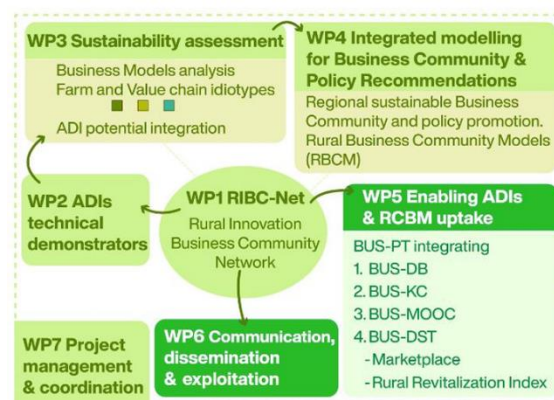 WP3 Sustainability assessment
Business Models analysis
Farm and Value chain idiotypes
ADI potential integration
WP4 Integrated modelling
for Business Community &
Policy Recommendations
Regional sustainable Business
Community and policy promotion.
Rural Business Community Models
(RBCM)
WP2 ADIs
technical
demonstrators
WP1 RIBC-Net
Rural Innovation
Business Community
Network
WP5 Enabling ADIs
& RCBM uptake
BUS-PT integrating
1. BUS-DB
2. BUS-KC
3. BUS-MOOC
4. BUS-DST
- Marketplace
- Rural Revitalization Index
WP7 Project
management
& coordination
WP6 Communication,
dissemination
& exploitation